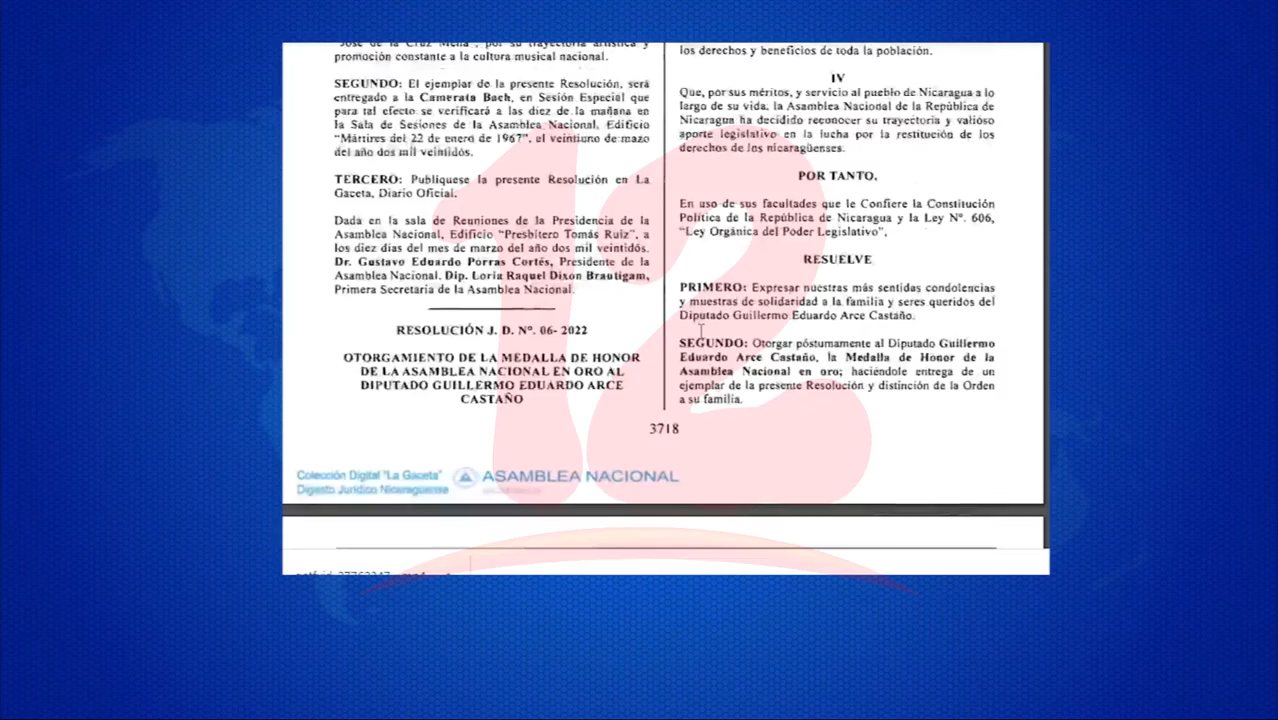 "José de la Cruz Mena", por su trayectoria artística y
promoción constante a la cultura musical nacional.
SEGUNDO: El ejemplar de la presente Resolución, será
entregado a la Camerata Bach, en Sesión Especial que
para tal efecto se verificará a las diez de la mañana en
la Sala de Sesiones de la Asamblea Nacional, Edificio
"Mártires del 22 de enero de 1967", el veintiuno de mazo
del año dos mil veintidós.
TERCERO: Publíquese la presente Resolución en La
Gaceta, Diario Oficial.
Dada en la sala de Reuniones de la Presidencia de la
Asamblea Nacional, Edificio "Presbítero Tomás Ruiz", a
los diez días del mes de marzo del año dos mil veintidós.
Dr. Gustavo Eduardo Porras Cortés, Presidente de la
Asamblea Nacional. Dip. Loria Raquel Dixon Brautigam,
Primera Secretaria de la Asamblea Nacional.
RESOLUCIÓN J. D. Nº. 06- 2022
OTORGAMIENTO DE LA MEDALLA DE HONOR
DE LA ASAMBLEA NACIONAL EN ORO AL
DIPUTADO GUILLERMO EDUARDO ARCE
CASTAÑO
los derechos y beneficios de toda la población.
IV
Que, por sus méritos, y servicio al pueblo de Nicaragua a lo
largo de su vida, la Asamblea Nacional de la República de
Nicaragua ha decidido reconocer su trayectoria y valioso
aporte legislativo en la lucha por la restitución de los
derechos de los nicaragüenses.
POR TANTO,
En uso de sus facultades que le Confiere la Constitución
Política de la República de Nicaragua y la Ley Nº. 606,
"Ley Orgánica del Poder Legislativo",
RESUELVE
PRIMERO: Expresar nuestras más sentidas condolencias
y muestras de solidaridad a la familia y seres queridos del
Diputado Guillermo Eduardo Arce Castaño.
SEGUNDO: Otorgar póstumamente al Diputado Guillermo
Eduardo Arce Castaño, la Medalla de Honor de la
Asamblea Nacional en oro; haciéndole entrega de un
ejemplar de la presente Resolución y distinción de la Orden
a su familia.
3718
Colección Digital "La Gaceta"
Digesto Jurídico Nicaragüense
ASAMBLEA NACIONAL
12